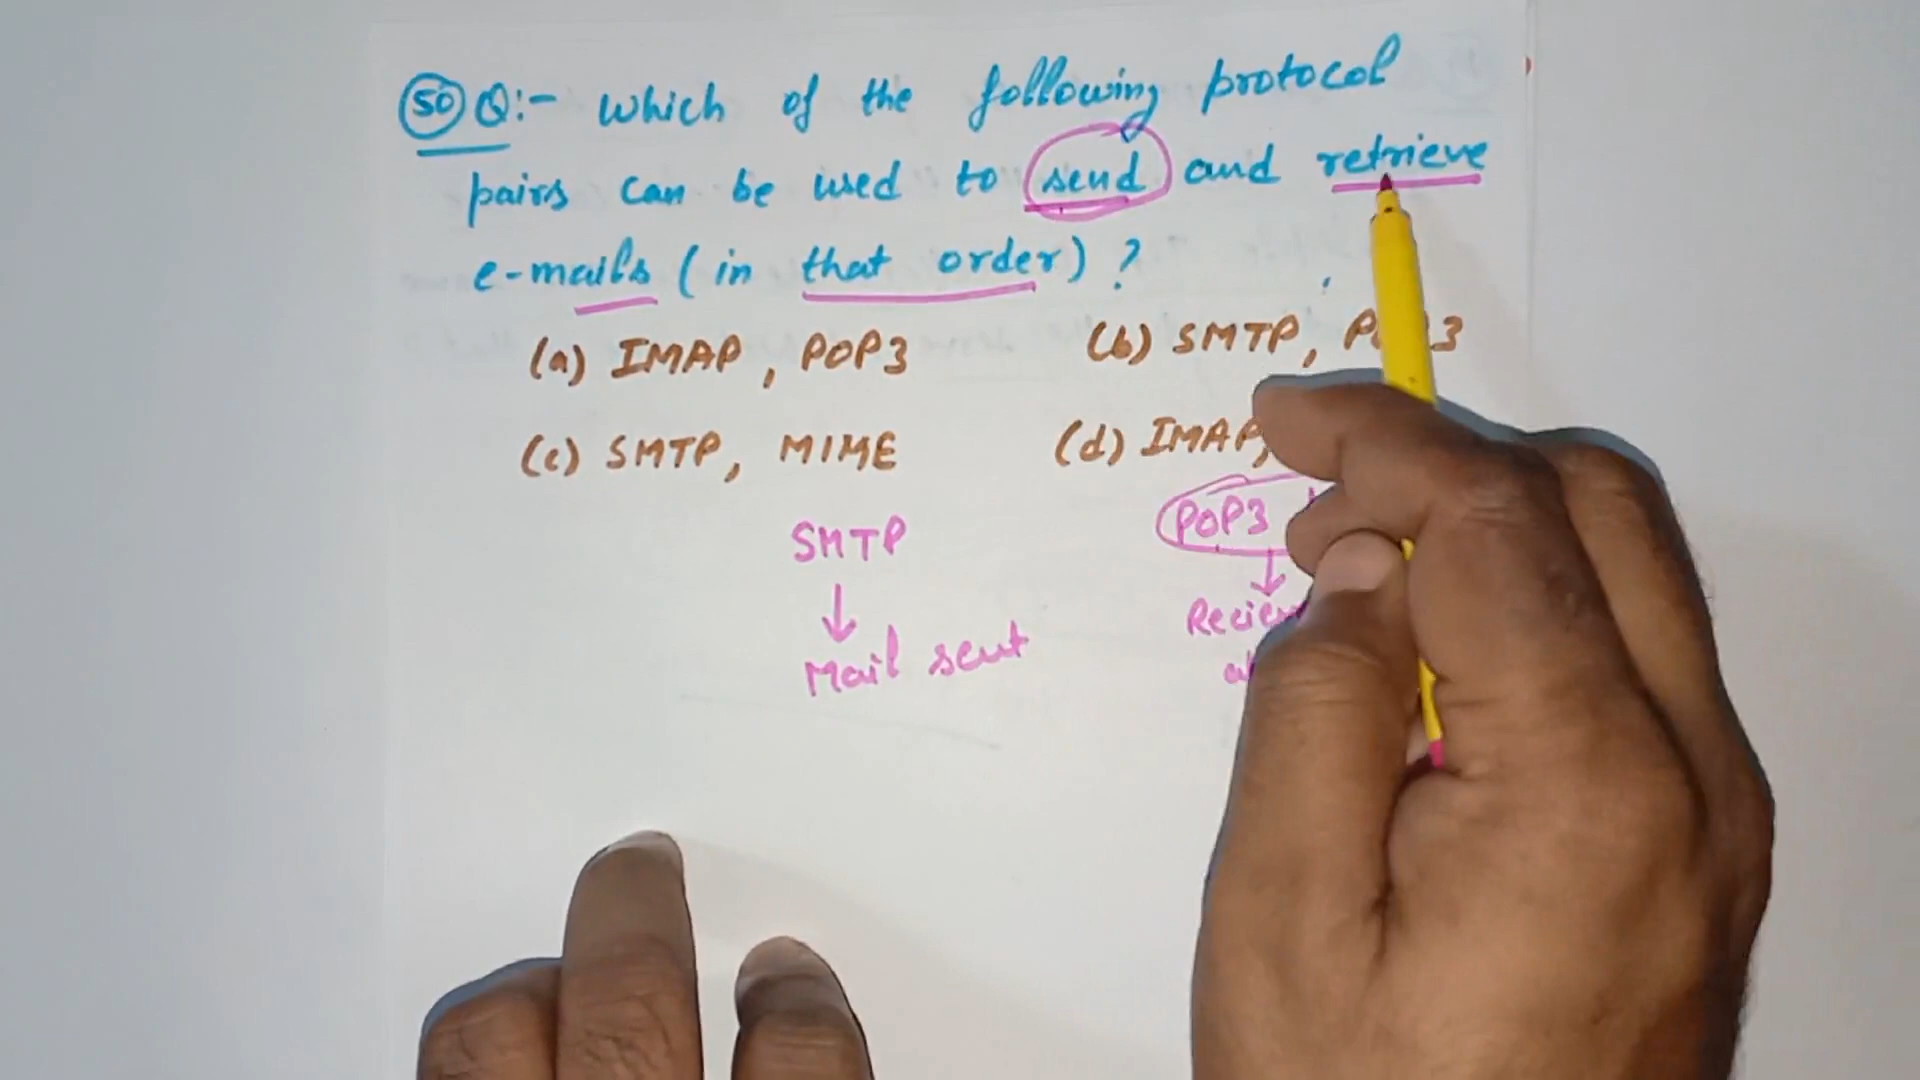 50 Q:- Which of the following protocol
pairs can be used to send and retrieve
e-mails (in that order) ?
(a) IMAP, POP3 (b) SMTP,
(c) SMTP, MIME (d) IMAP,
SMTP POP3
Mail sent